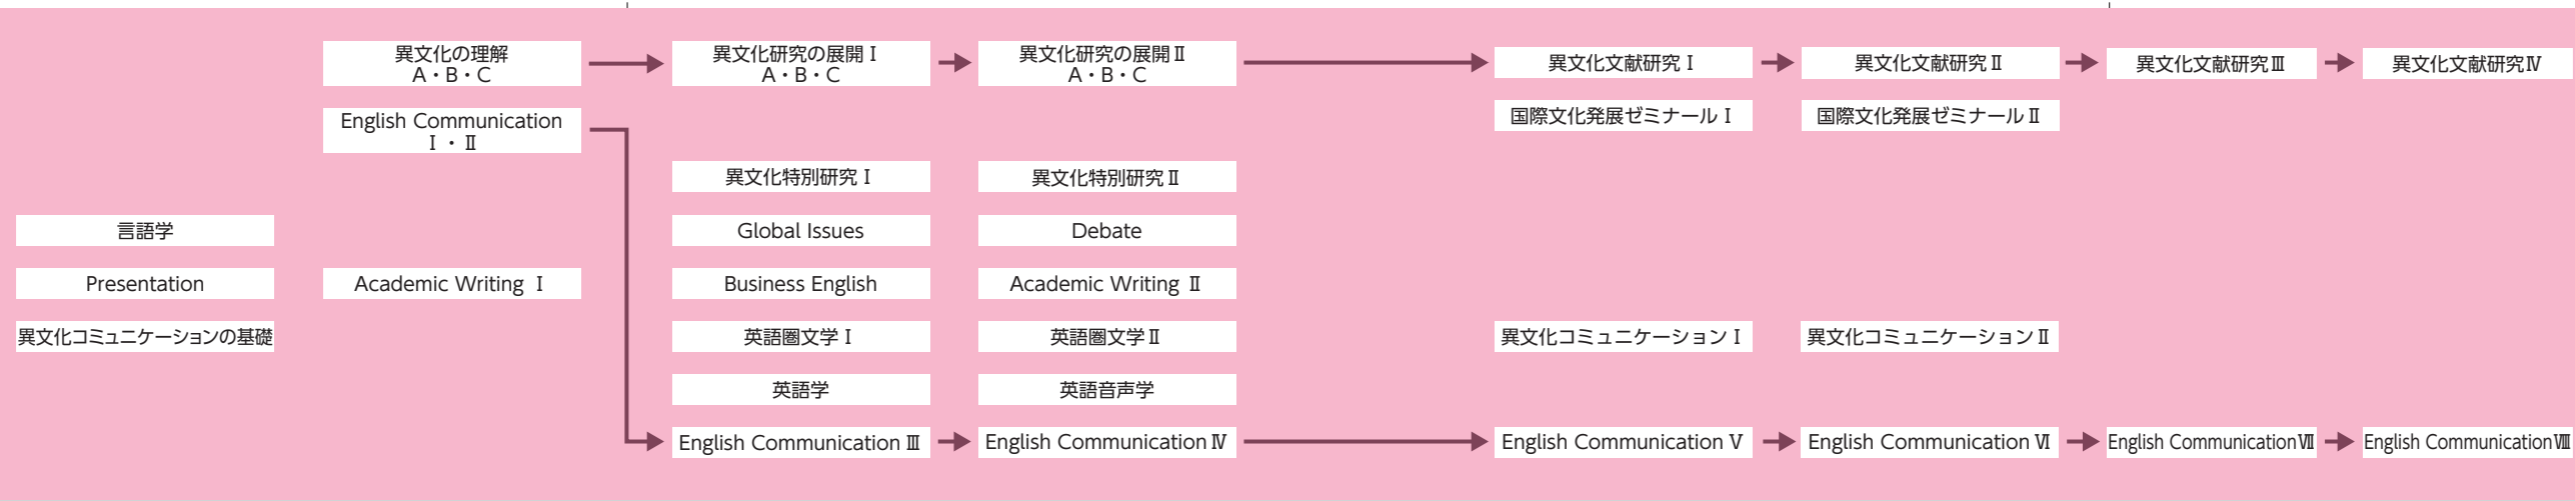 異文化の理解
A・B・C
異文化研究の展開Ⅰ
A・B・C
異文化研究の展開Ⅱ
A・B・C
異文化文献研究Ⅰ
異文化文献研究Ⅱ
異文化文献研究Ⅲ
異文化文献研究Ⅳ
English Communication
Ⅰ・Ⅱ
国際文化発展ゼミナールⅠ
国際文化発展ゼミナールⅡ
異文化特別研究Ⅰ
異文化特別研究Ⅱ
言語学
Global Issues
Debate
Presentation
Academic Writing Ⅰ
Business English
Academic Writing Ⅱ
異文化コミュニケーションの基礎
英語圏文学Ⅰ
英語圏文学Ⅱ
異文化コミュニケーションⅠ
異文化コミュニケーションⅡ
英語学
英語音声学
English Communication Ⅲ
English Communication Ⅳ
English Communication Ⅴ
English Communication Ⅵ
English Communication Ⅶ
English Communication Ⅷ